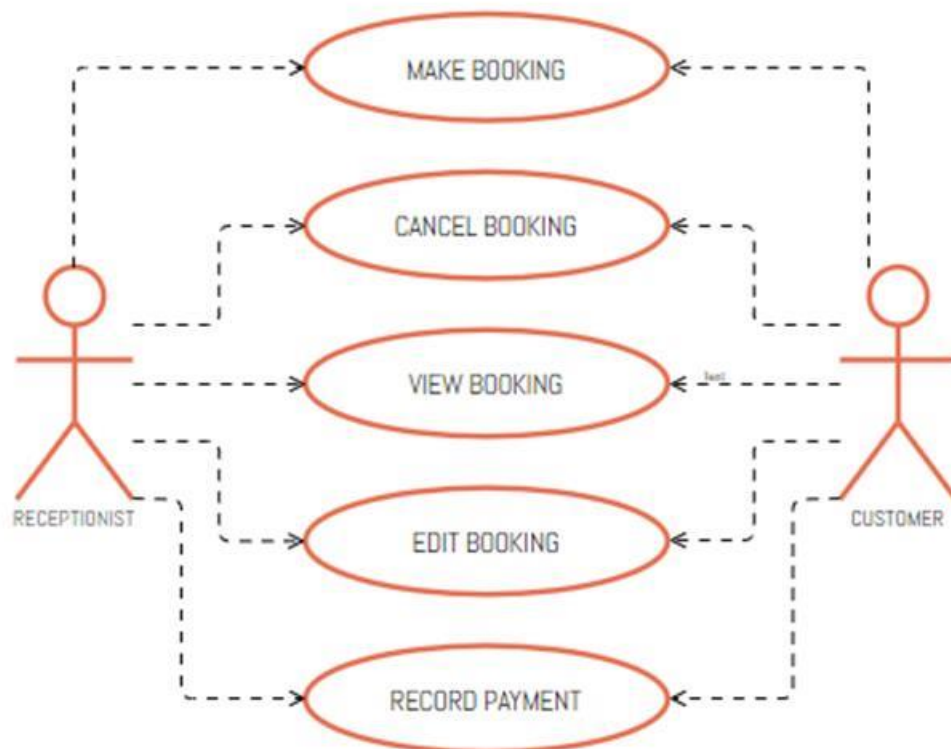 MAKE BOOKING
CANCEL BOOKING
VIEW BOOKING
RECEPTIONIST
CUSTOMER
EDIT BOOKING
RECORD PAYMENT